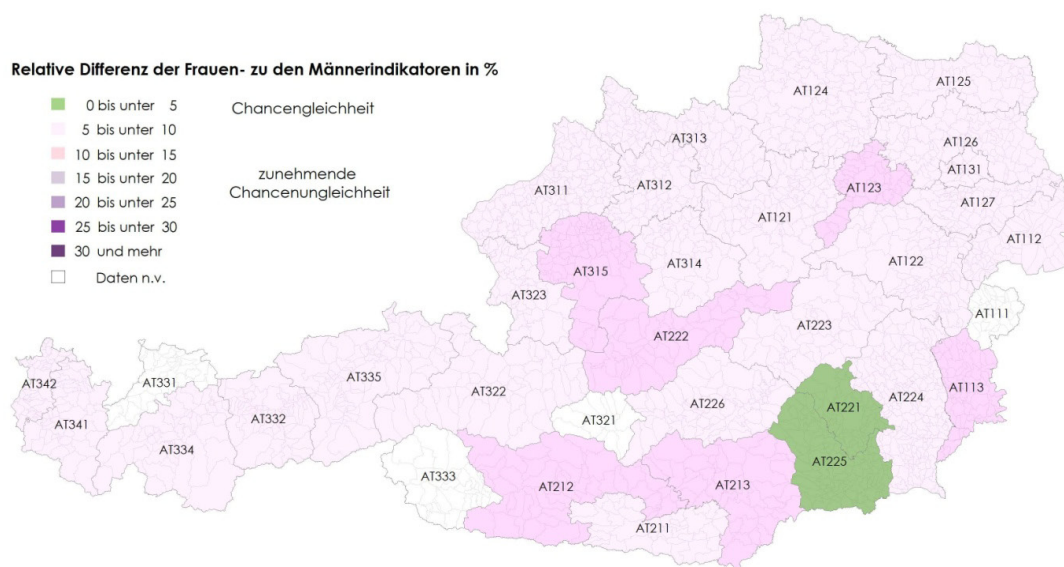 Relative Differenz der Frauen- zu den Männerindikatoren in %
0 bis unter 5 Chancengleichheit
5 bis unter 10
10 bis unter 15
15 bis unter 20 zunehmende
20 bis unter 25 Chancenungleichheit
25 bis unter 30
30 und mehr
Daten n.v.
AT124
AT125
AT313
AT126
AT131
AT311
AT312
AT123
AT127
AT121
AT112
AT315
AT314
AT122
AT323
AT111
AT222
AT223
AT342
AT331
AT335
AT322
AT113
AT341
AT332
AT226
AT221
AT224
AT321
AT334
AT333
AT225
AT212
AT213
AT211